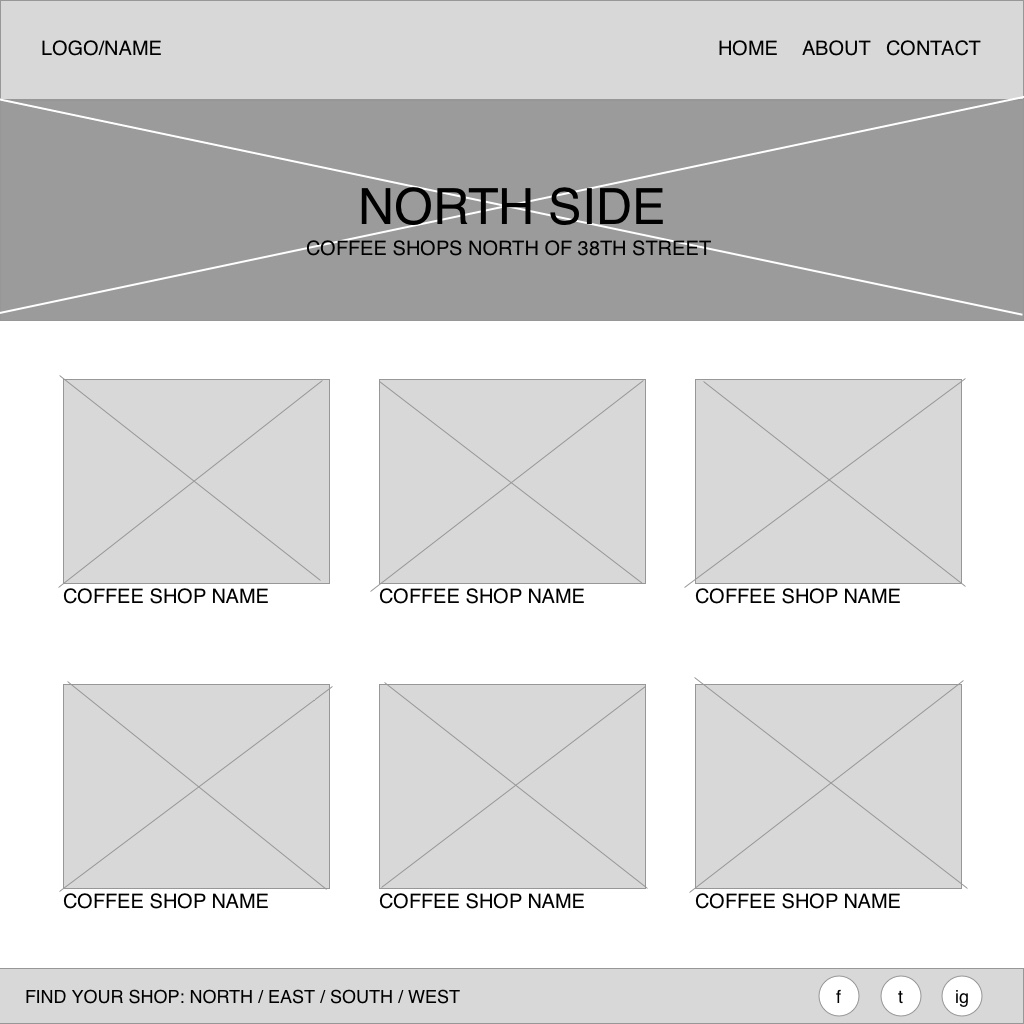 LOGO/NAME HOME ABOUT CONTACT
NORTH SIDE
COFFEE SHOPS NORTH OF 38TH STREET
COFFEE SHOP NAME COFFEE SHOP NAME COFFEE SHOP NAME
COFFEE SHOP NAME COFFEE SHOP NAME COFFEE SHOP NAME
FIND YOUR SHOP: NORTH / EAST / SOUTH / WEST f t ig